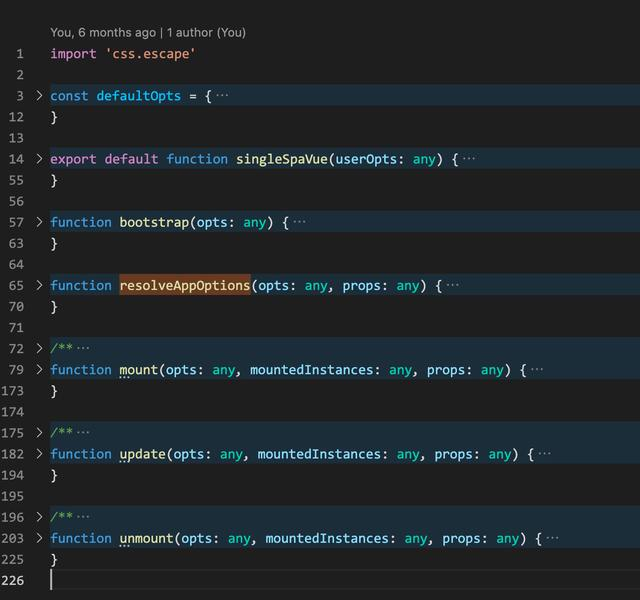 You, 6 months ago | 1 author (You)
1 import 'css.escape'
2
3 const defaultOpts = { ···
12 }
13
14 export default function singleSpaVue(userOpts: any) { ···
55 }
56
57 function bootstrap(opts: any) { ···
63 }
64
65 function resolveAppOptions(opts: any, props: any) { ···
70 }
71
72 /** ···
79 function mount(opts: any, mountedInstances: any, props: any) { ···
173 }
174
175 /** ···
182 function update(opts: any, mountedInstances: any, props: any) { ···
194 }
195
196 /** ···
203 function unmount(opts: any, mountedInstances: any, props: any) { ···
225 }
226